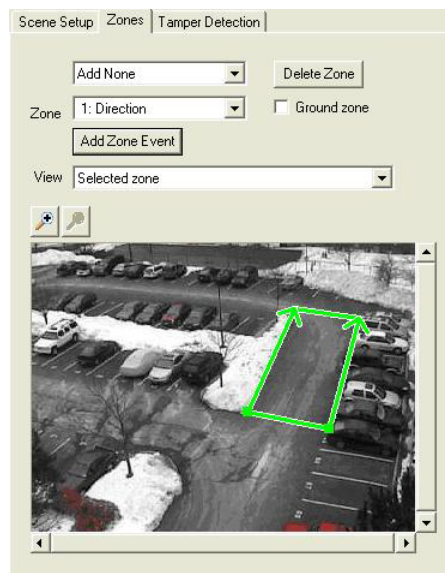 Scene Setup Zones Tamper Detection
Add None Delete Zone
Zone 1: Direction Ground zone
Add Zone Event
View Selected zone